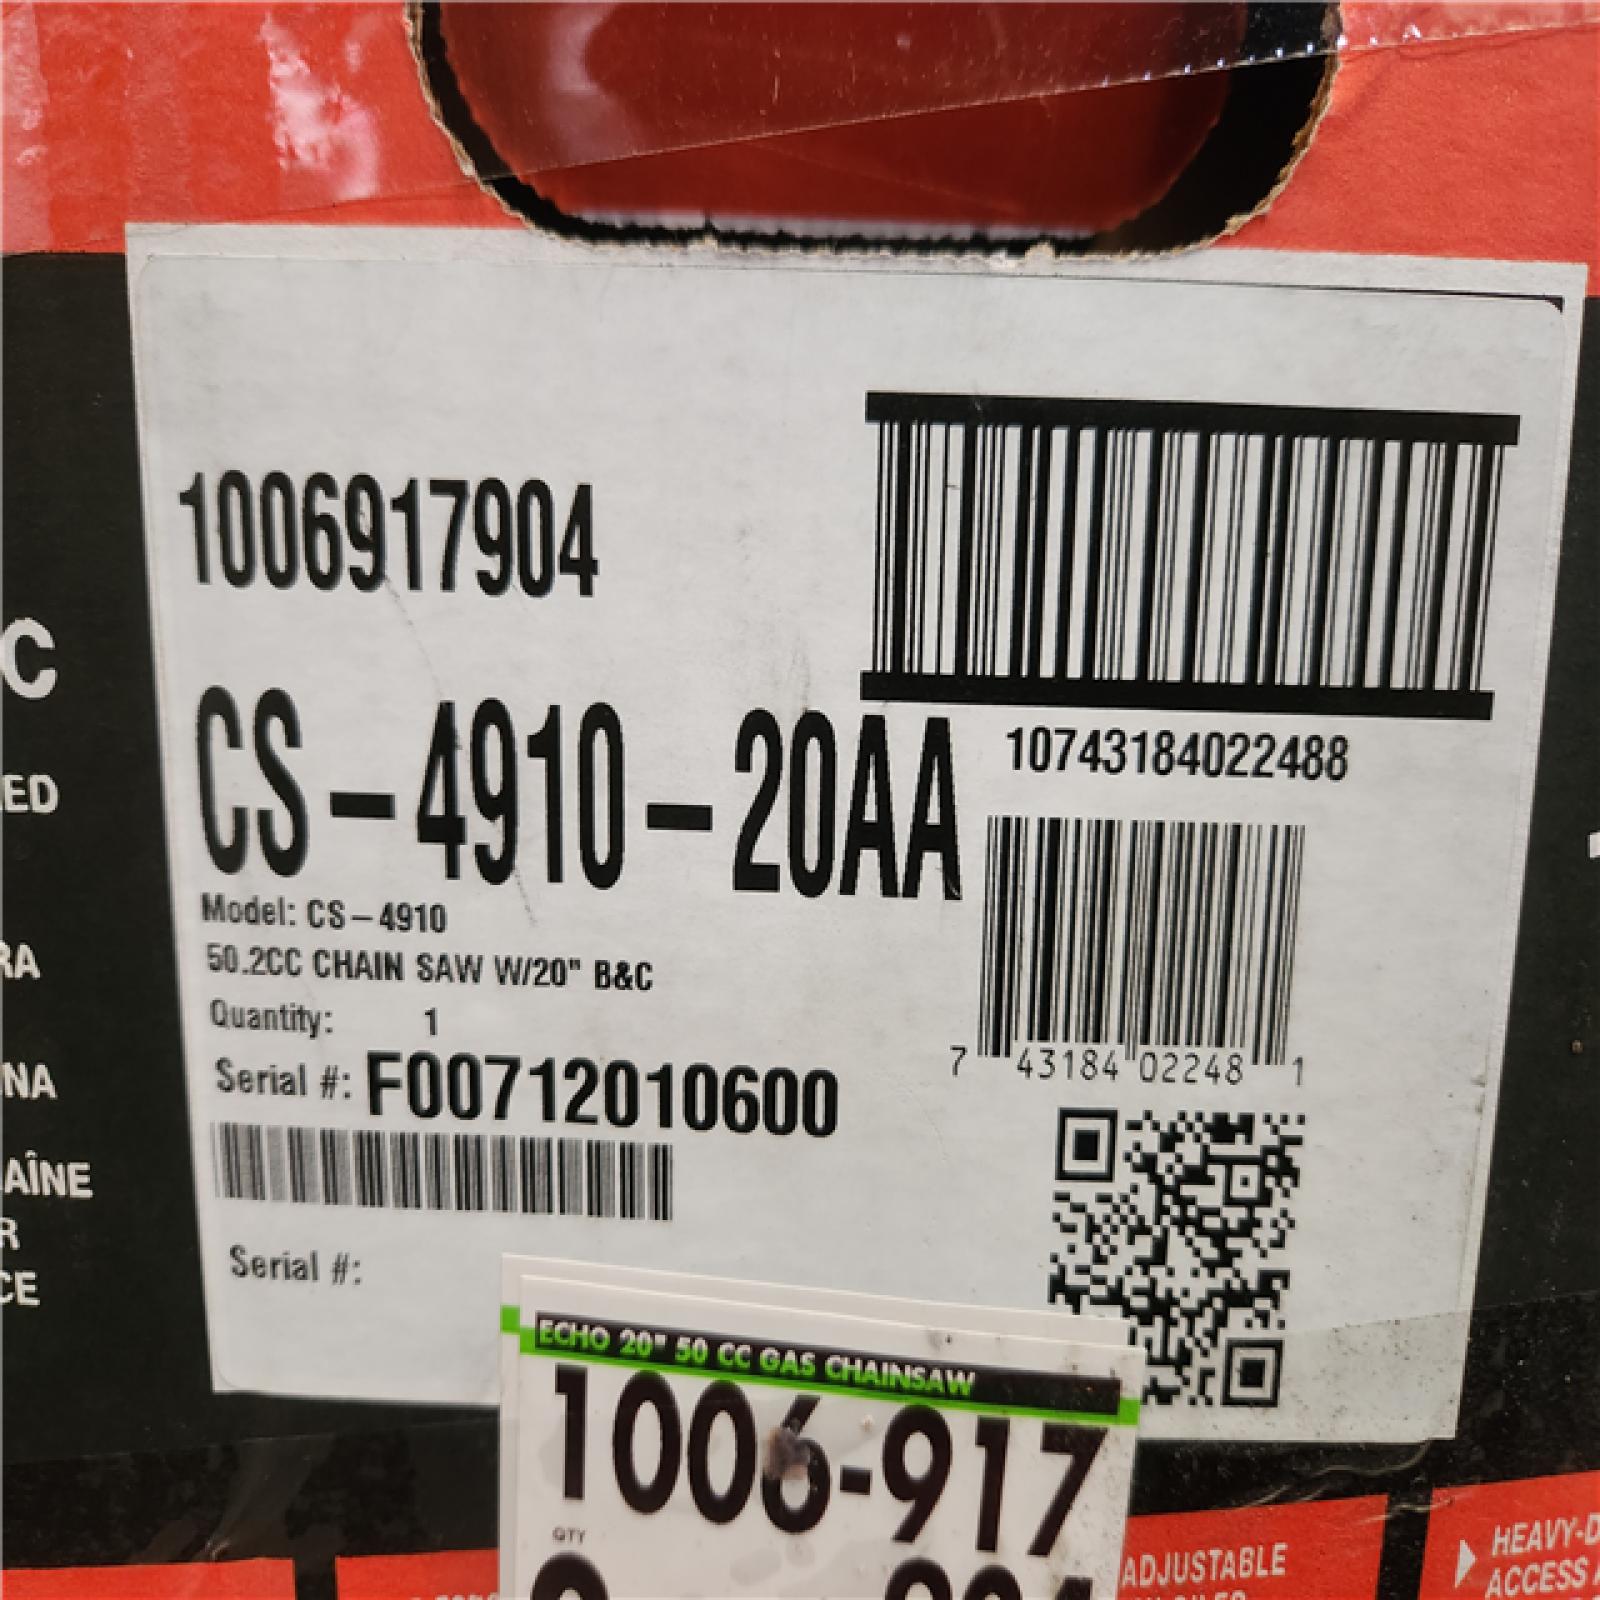 1006917904
CS-4910-20AA
10743184022488
Model: CS-4910
50.2CC CHAIN SAW W/20" B&C
Quantity: 1
Serial #: F00712010600
7 43184 02248 1
Serial #:
ECHO 20" 50 CC GAS CHAINSAW
1006-917
QTY
C
ED
RA
NA
AÎNE
R
CE
ADJUSTABLE
HEAVY-D
ACCESS